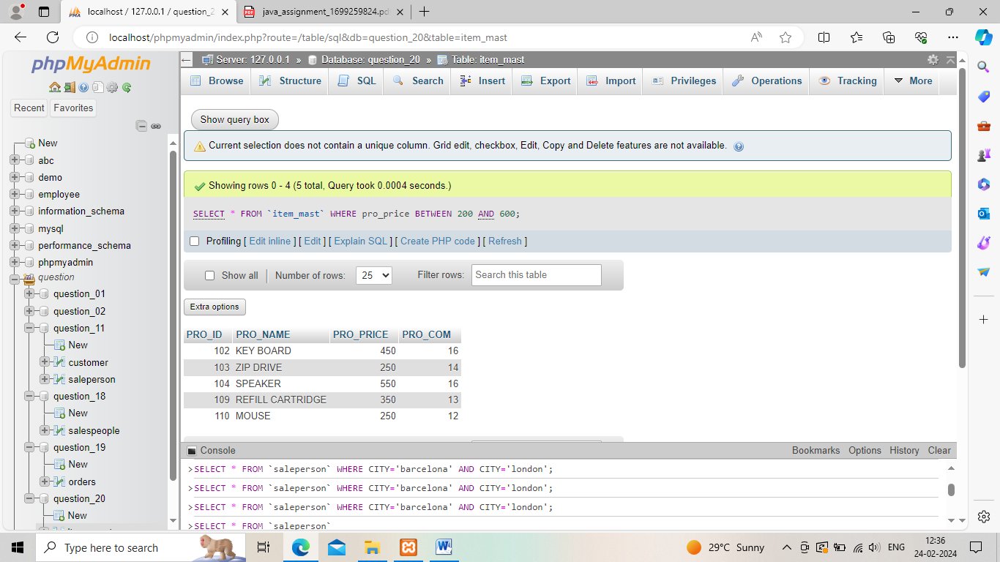 localhost / 127.0.0.1 / question_2
java_assignment_1699259824.pd
localhost/phpmyadmin/index.php?route=/table/sql&db=question_20&table=item_mast
phpMyAdmin
Recent Favorites
New
abc
demo
employee
information_schema
mysql
performance_schema
phpmyadmin
question
question_01
question_02
question_11
New
customer
saleperson
question_18
New
salespeople
question_19
New
orders
question_20
New
Server: 127.0.0.1 » Database: question_20 » Table: item_mast
Browse Structure SQL Search Insert Export Import Privileges Operations Tracking More
Show query box
Current selection does not contain a unique column. Grid edit, checkbox, Edit, Copy and Delete features are not available.
Showing rows 0 - 4 (5 total, Query took 0.0004 seconds.)
SELECT * FROM `item_mast` WHERE pro_price BETWEEN 200 AND 600;
Profiling [ Edit inline ] [ Edit ] [ Explain SQL ] [ Create PHP code ] [ Refresh ]
Show all Number of rows: 25 Filter rows: Search this table
Extra options
PRO_ID PRO_NAME PRO_PRICE PRO_COM
102 KEY BOARD 450 16
103 ZIP DRIVE 250 14
104 SPEAKER 550 16
109 REFILL CARTRIDGE 350 13
110 MOUSE 250 12
Console Bookmarks Options History Clear
>SELECT * FROM `saleperson` WHERE CITY='barcelona' AND CITY='london';
>SELECT * FROM `saleperson` WHERE CITY='barcelona' AND CITY='london';
>SELECT * FROM `saleperson` WHERE CITY='barcelona' AND CITY='london';
>SELECT * FROM `saleperson`
Type here to search
29°C Sunny
ENG
12:36
24-02-2024